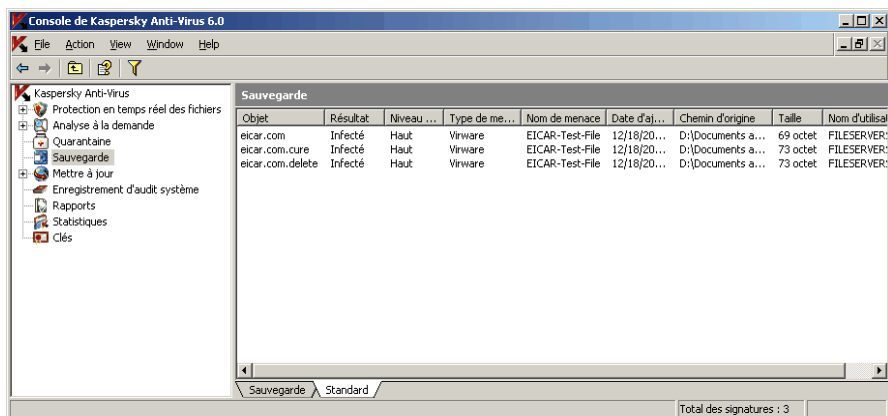 Console de Kaspersky Anti-Virus 6.0
File Action View Window Help
Kaspersky Anti-Virus
Protection en temps réel des fichiers
Analyse à la demande
Quarantaine
Sauvegarde
Mettre à jour
Enregistrement d'audit système
Rapports
Statistiques
Clés
Sauvegarde
Objet Résultat Niveau ... Type de me... Nom de menace Date d'aj... Chemin d'origine Taille Nom d'utilisat
eicar.com Infecté Haut Virware EICAR-Test-File 12/18/20... D:\Documents a... 69 octet FILESERVER
eicar.com.cure Infecté Haut Virware EICAR-Test-File 12/18/20... D:\Documents a... 73 octet FILESERVER
eicar.com.delete Infecté Haut Virware EICAR-Test-File 12/18/20... D:\Documents a... 73 octet FILESERVER
Sauvegarde Standard
Total des signatures : 3